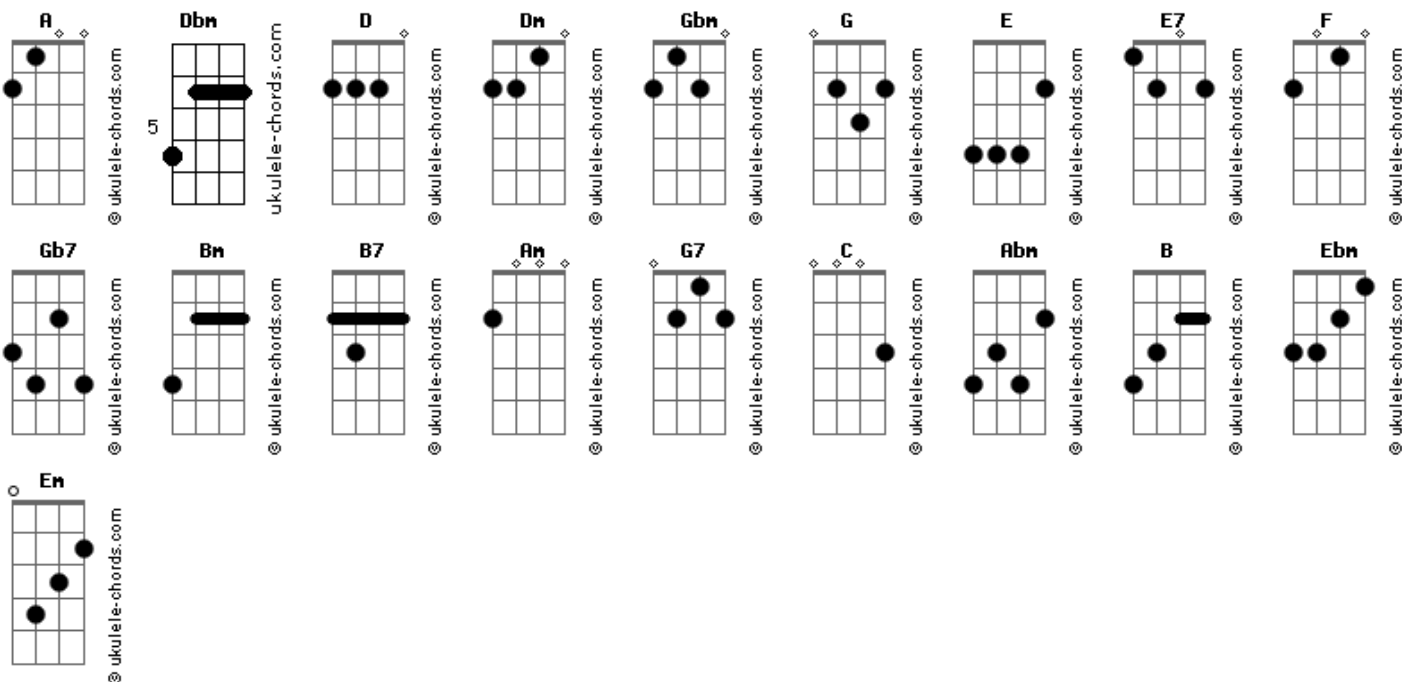 A Dbm D Dm Gbm G E E7 F
5
© ukulele-chords.com ukulele-chords.com © ukulele-chords.com © ukulele-chords.com © ukulele-chords.com © ukulele-chords.com © ukulele-chords.com © ukulele-chords.com © ukulele-chords.com
Gb7 Bm B7 Am G7 C Abm B Ebm
© ukulele-chords.com © ukulele-chords.com © ukulele-chords.com © ukulele-chords.com © ukulele-chords.com © ukulele-chords.com © ukulele-chords.com © ukulele-chords.com © ukulele-chords.com
Em
© ukulele-chords.com